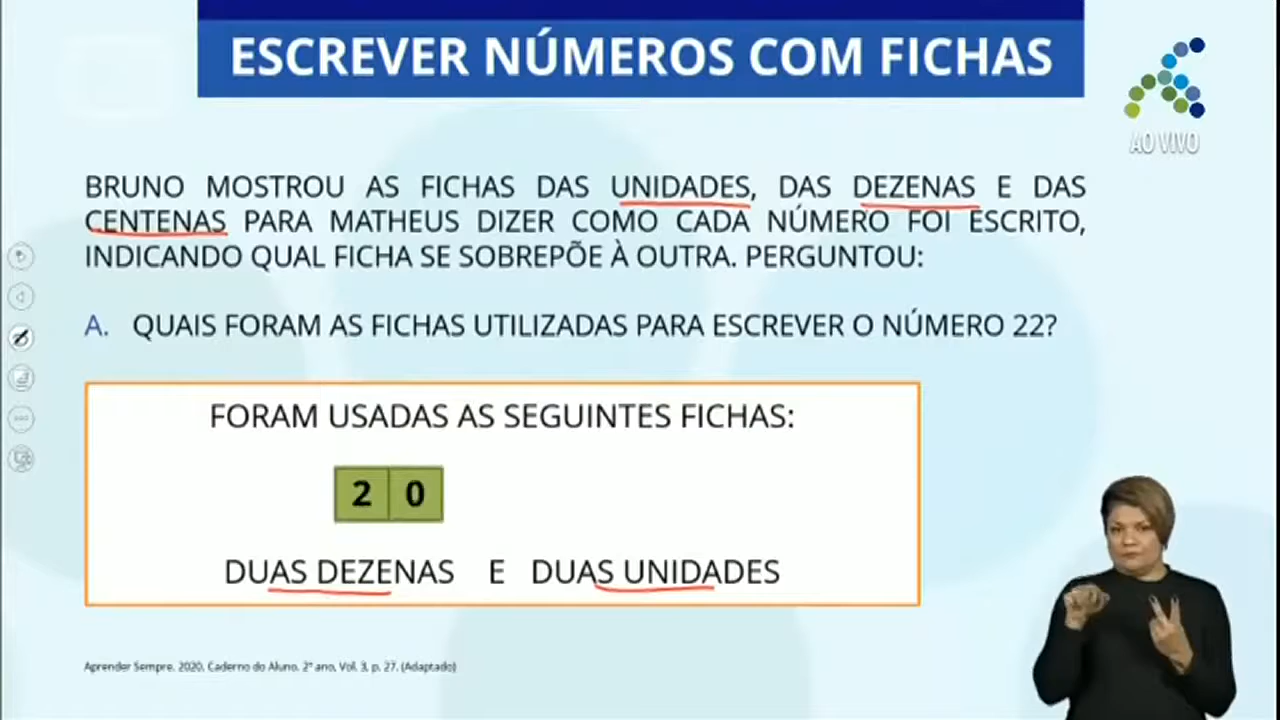 ESCREVER NÚMEROS COM FICHAS
AO VIVO
BRUNO MOSTROU AS FICHAS DAS UNIDADES, DAS DEZENAS E DAS
CENTENAS PARA MATHEUS DIZER COMO CADA NÚMERO FOI ESCRITO,
INDICANDO QUAL FICHA SE SOBREPÕE À OUTRA. PERGUNTOU:
A. QUAIS FORAM AS FICHAS UTILIZADAS PARA ESCREVER O NÚMERO 22?
FORAM USADAS AS SEGUINTES FICHAS:
2 0
DUAS DEZENAS E DUAS UNIDADES
Aprender Sempre. 2020. Caderno do Aluno. 2º ano, Vol. 3, p. 27. (Adaptado)